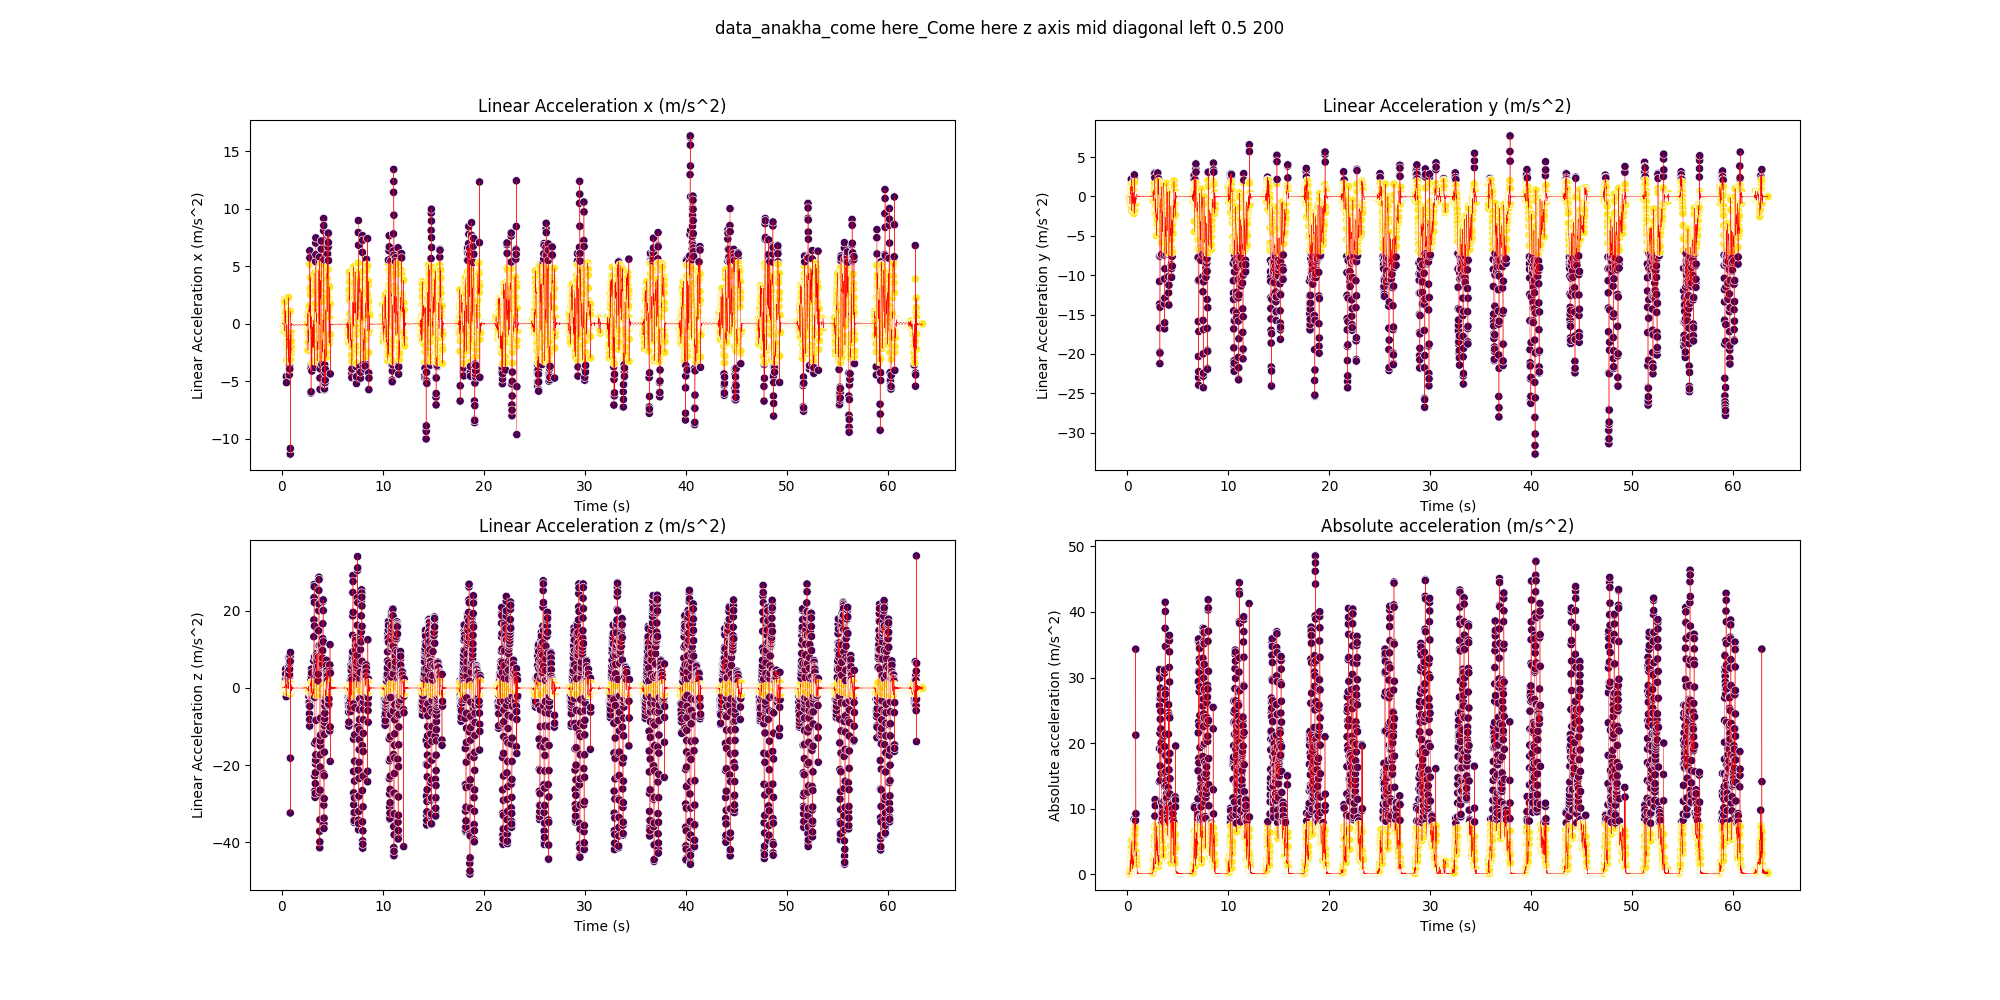 data_anakha_come here_Come here z axis mid diagonal left 0.5 200
Linear Acceleration x (m/s^2)
Linear Acceleration x (m/s^2)
15
10
5
0
−5
−10
0 10 20 30 40 50 60
Time (s)
Linear Acceleration y (m/s^2)
Linear Acceleration y (m/s^2)
5
0
−5
−10
−15
−20
−25
−30
0 10 20 30 40 50 60
Time (s)
Linear Acceleration z (m/s^2)
Linear Acceleration z (m/s^2)
20
0
−20
−40
0 10 20 30 40 50 60
Time (s)
Absolute acceleration (m/s^2)
Absolute acceleration (m/s^2)
50
40
30
20
10
0
0 10 20 30 40 50 60
Time (s)